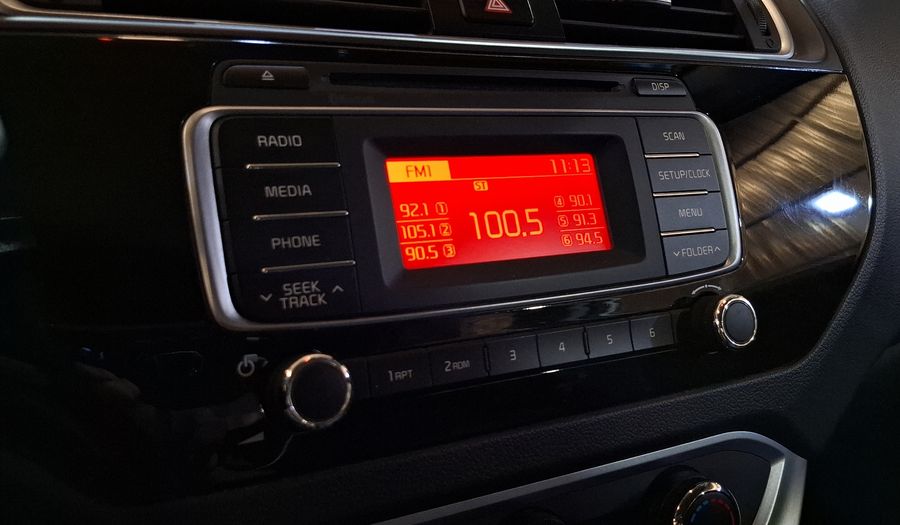 DISP
RADIO
MEDIA
PHONE
SEEK
TRACK
FM1
11:13
ST
92.1 1
105.1 2
90.5 3
100.5
4 90.1
5 91.3
6 94.5
SCAN
SETUP/CLOCK
MENU
FOLDER
1 RPT
2 RDM
3
4
5
6